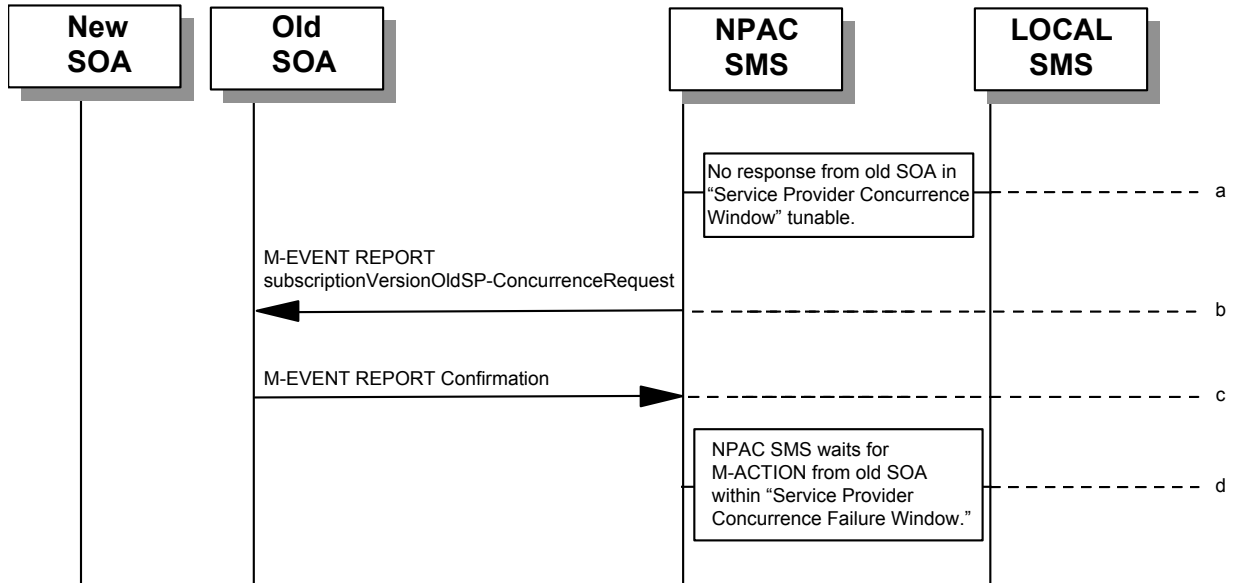 New
SOA
Old
SOA
NPAC
SMS
LOCAL
SMS
No response from old SOA in
“Service Provider Concurrence
Window” tunable.
a
M-EVENT REPORT
subscriptionVersionOldSP-ConcurrenceRequest
b
M-EVENT REPORT Confirmation
c
NPAC SMS waits for
M-ACTION from old SOA
within “Service Provider
Concurrence Failure Window.”
d